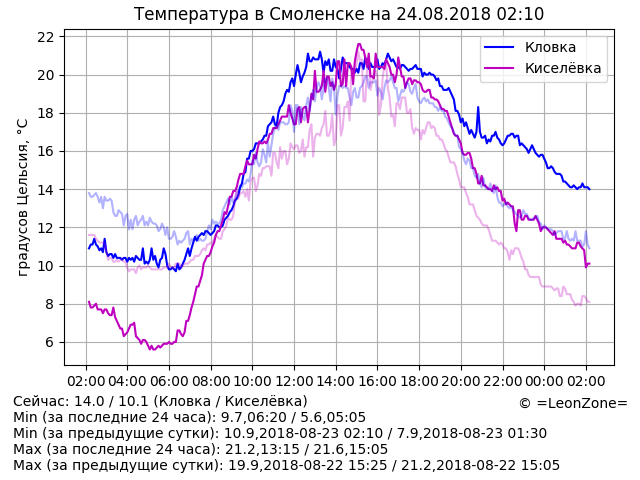 Температура в Смоленске на 24.08.2018 02:10
Кловка
Киселёвка
градусов Цельсия, °C
22
20
18
16
14
12
10
8
6
02:00 04:00 06:00 08:00 10:00 12:00 14:00 16:00 18:00 20:00 22:00 00:00 02:00
Сейчас: 14.0 / 10.1 (Кловка / Киселёвка)
© =LeonZone=
Min (за последние 24 часа): 9.7,06:20 / 5.6,05:05
Min (за предыдущие сутки): 10.9,2018-08-23 02:10 / 7.9,2018-08-23 01:30
Max (за последние 24 часа): 21.2,13:15 / 21.6,15:05
Max (за предыдущие сутки): 19.9,2018-08-22 15:25 / 21.2,2018-08-22 15:05